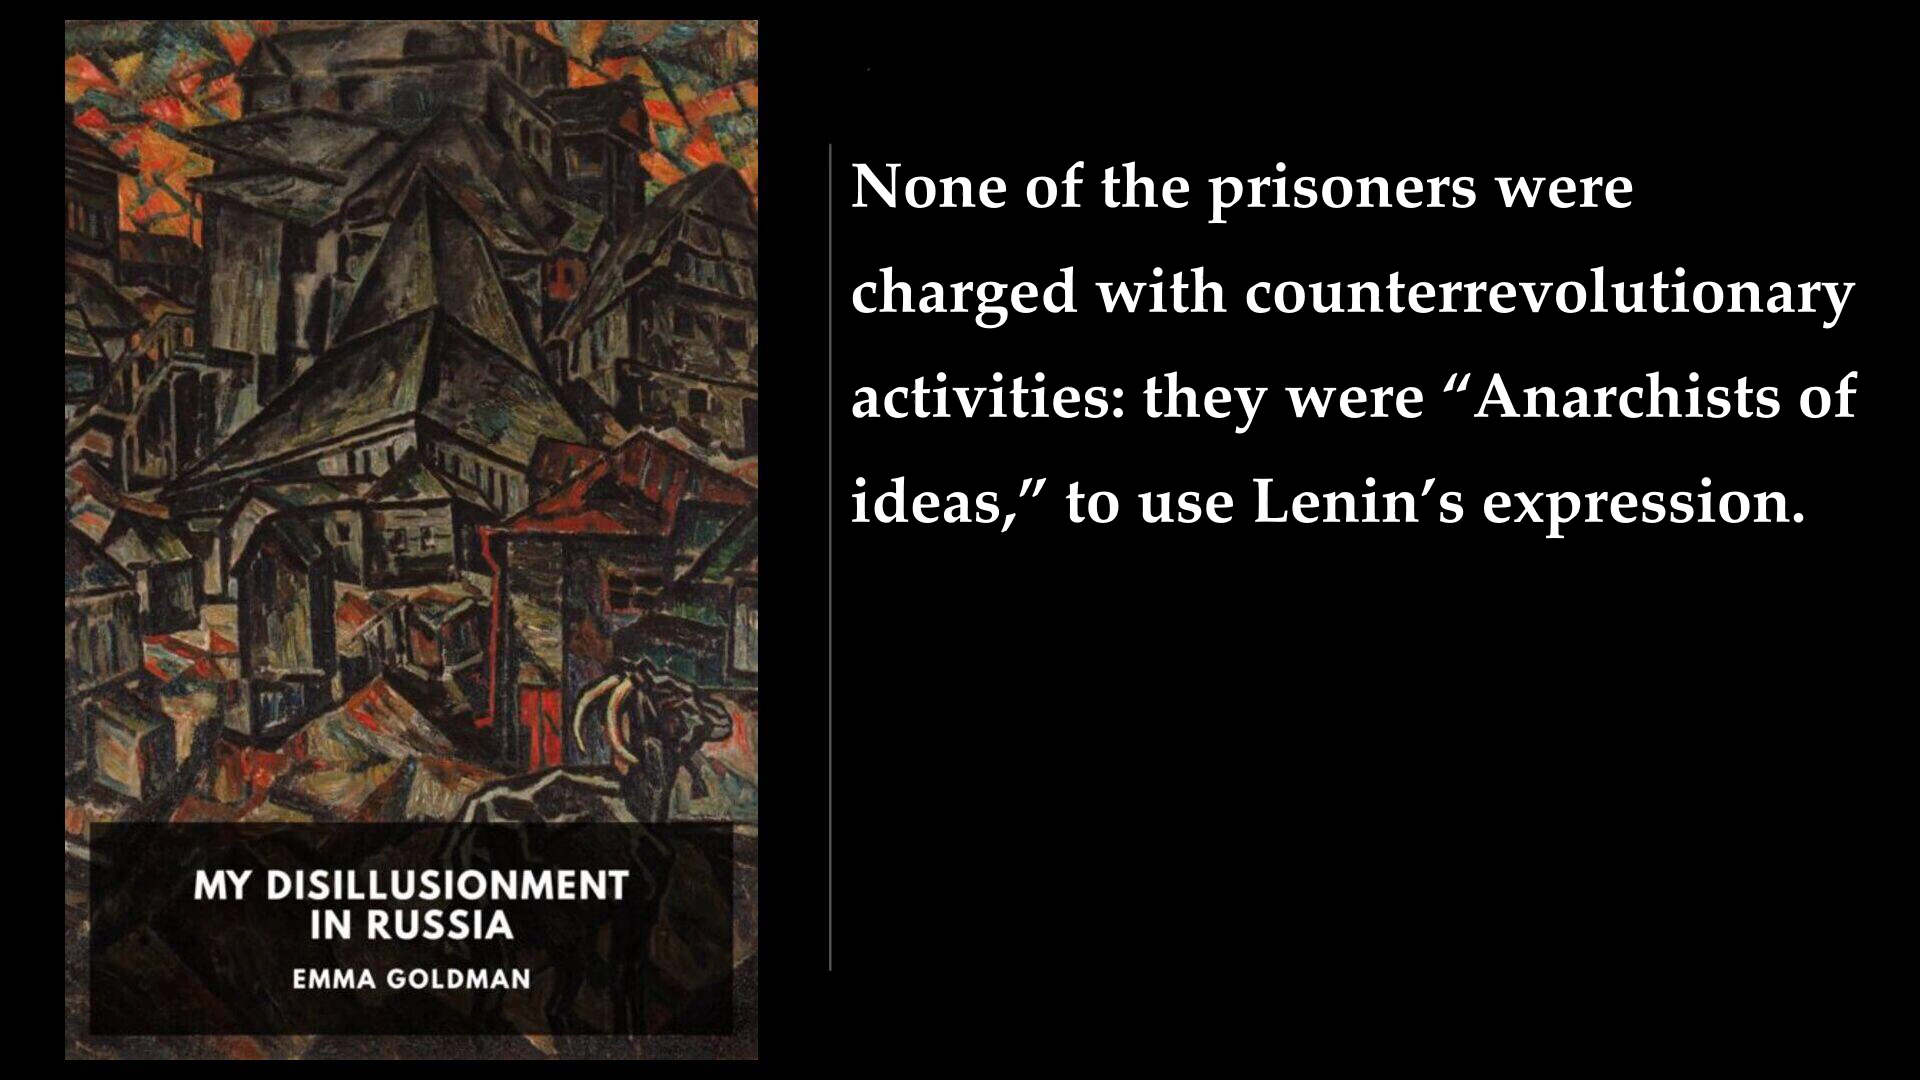 MY DISILLUSIONMENT
IN RUSSIA
EMMA GOLDMAN
None of the prisoners were
charged with counterrevolutionary
activities: they were “Anarchists of
ideas,” to use Lenin’s expression.